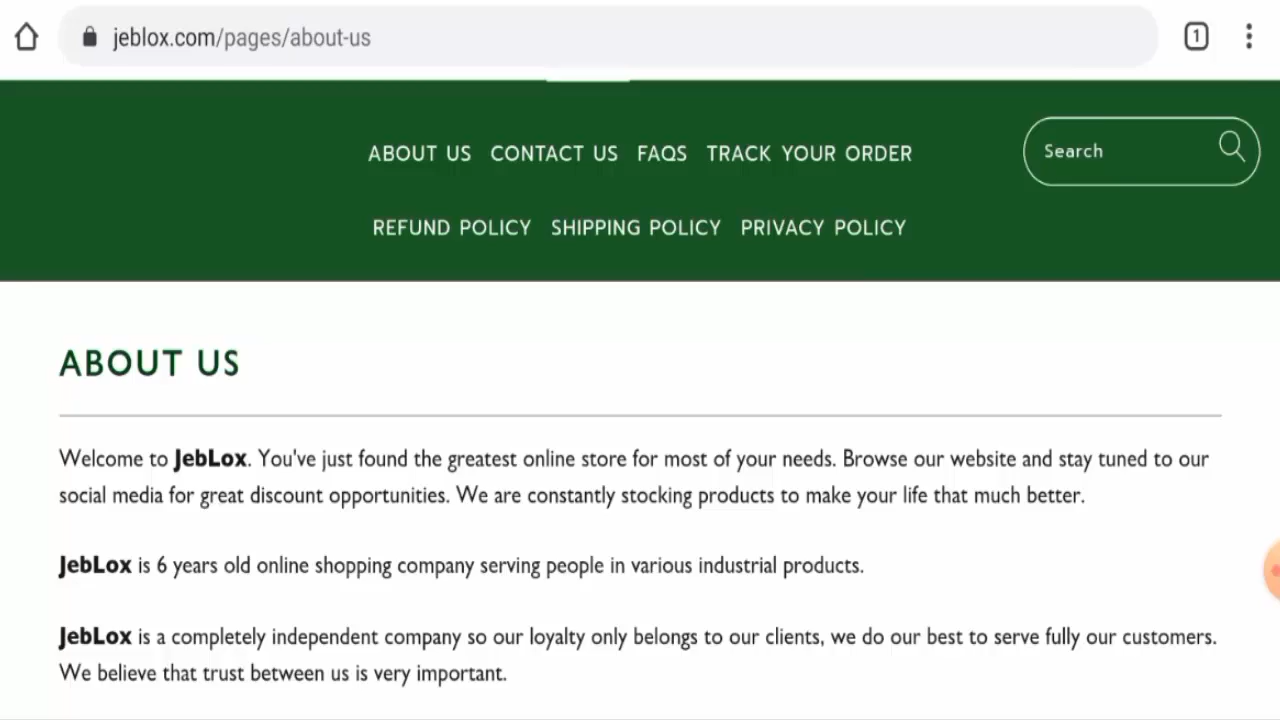 jeblox.com/pages/about-us
1
ABOUT US CONTACT US FAQS TRACK YOUR ORDER
Search
REFUND POLICY SHIPPING POLICY PRIVACY POLICY
ABOUT US
Welcome to JebLox. You've just found the greatest online store for most of your needs. Browse our website and stay tuned to our
social media for great discount opportunities. We are constantly stocking products to make your life that much better.
JebLox is 6 years old online shopping company serving people in various industrial products.
JebLox is a completely independent company so our loyalty only belongs to our clients, we do our best to serve fully our customers.
We believe that trust between us is very important.